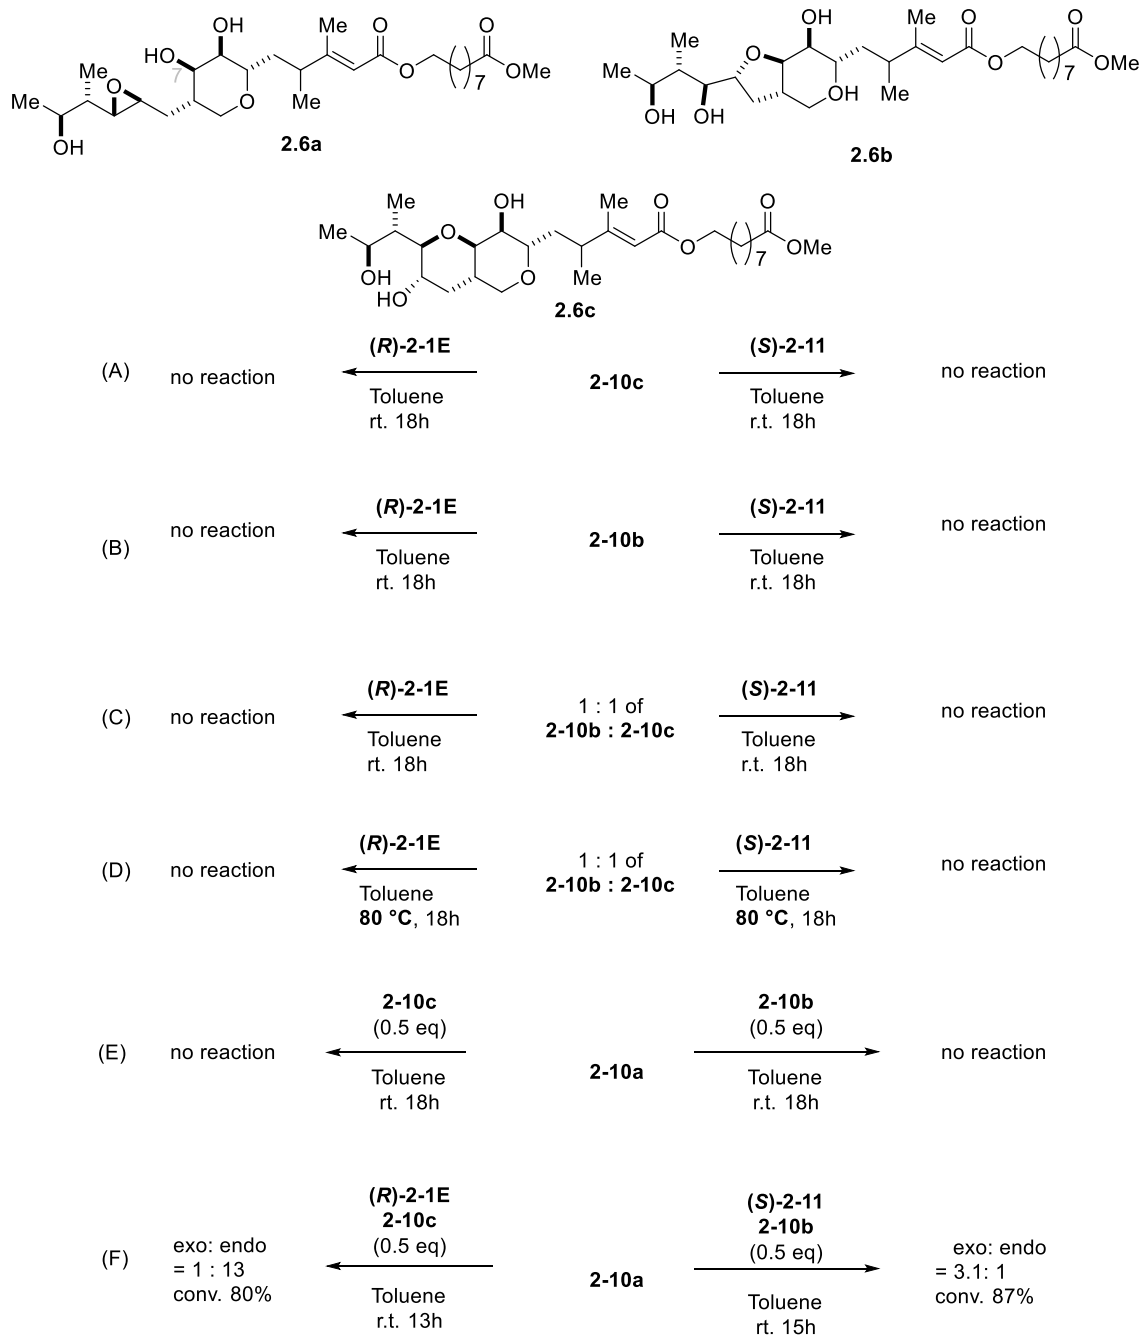 OH
HO
7
Me
O
Me
OH
O
Me
Me
O
O
7
O
OMe
2.6a
OH
Me
Me
O
Me
OH
OH
OH
Me
O
O
7
O
OMe
2.6b
Me
Me
OH
O
OH
HO
O
Me
Me
O
O
7
O
OMe
2.6c
(A)
no reaction
(R)-2-1E
Toluene
rt. 18h
2-10c
(S)-2-11
Toluene
r.t. 18h
no reaction
(B)
no reaction
(R)-2-1E
Toluene
rt. 18h
2-10b
(S)-2-11
Toluene
r.t. 18h
no reaction
(C)
no reaction
(R)-2-1E
Toluene
rt. 18h
1 : 1 of
2-10b : 2-10c
(S)-2-11
Toluene
r.t. 18h
no reaction
(D)
no reaction
(R)-2-1E
Toluene
80 °C, 18h
1 : 1 of
2-10b : 2-10c
(S)-2-11
Toluene
80 °C, 18h
no reaction
(E)
no reaction
2-10c
(0.5 eq)
Toluene
rt. 18h
2-10a
2-10b
(0.5 eq)
Toluene
r.t. 18h
no reaction
(F)
exo: endo
= 1 : 13
conv. 80%
(R)-2-1E
2-10c
(0.5 eq)
Toluene
r.t. 13h
2-10a
(S)-2-11
2-10b
(0.5 eq)
Toluene
rt. 15h
exo: endo
= 3.1: 1
conv. 87%